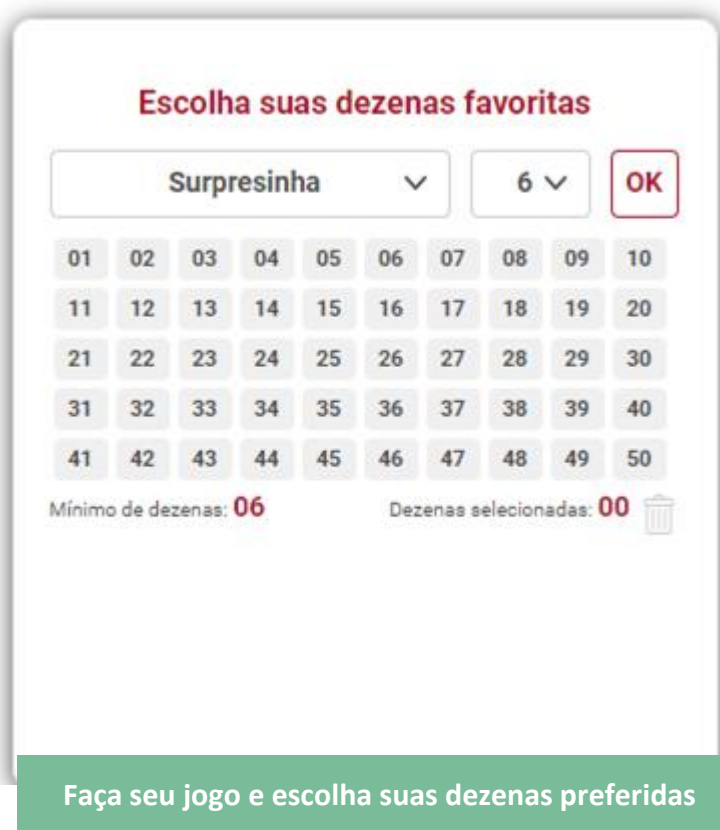 Escolha suas dezenas favoritas
Surpresinha 6 OK
01 02 03 04 05 06 07 08 09 10
11 12 13 14 15 16 17 18 19 20
21 22 23 24 25 26 27 28 29 30
31 32 33 34 35 36 37 38 39 40
41 42 43 44 45 46 47 48 49 50
Mínimo de dezenas: 06 Dezenas selecionadas: 00
Faça seu jogo e escolha suas dezenas preferidas